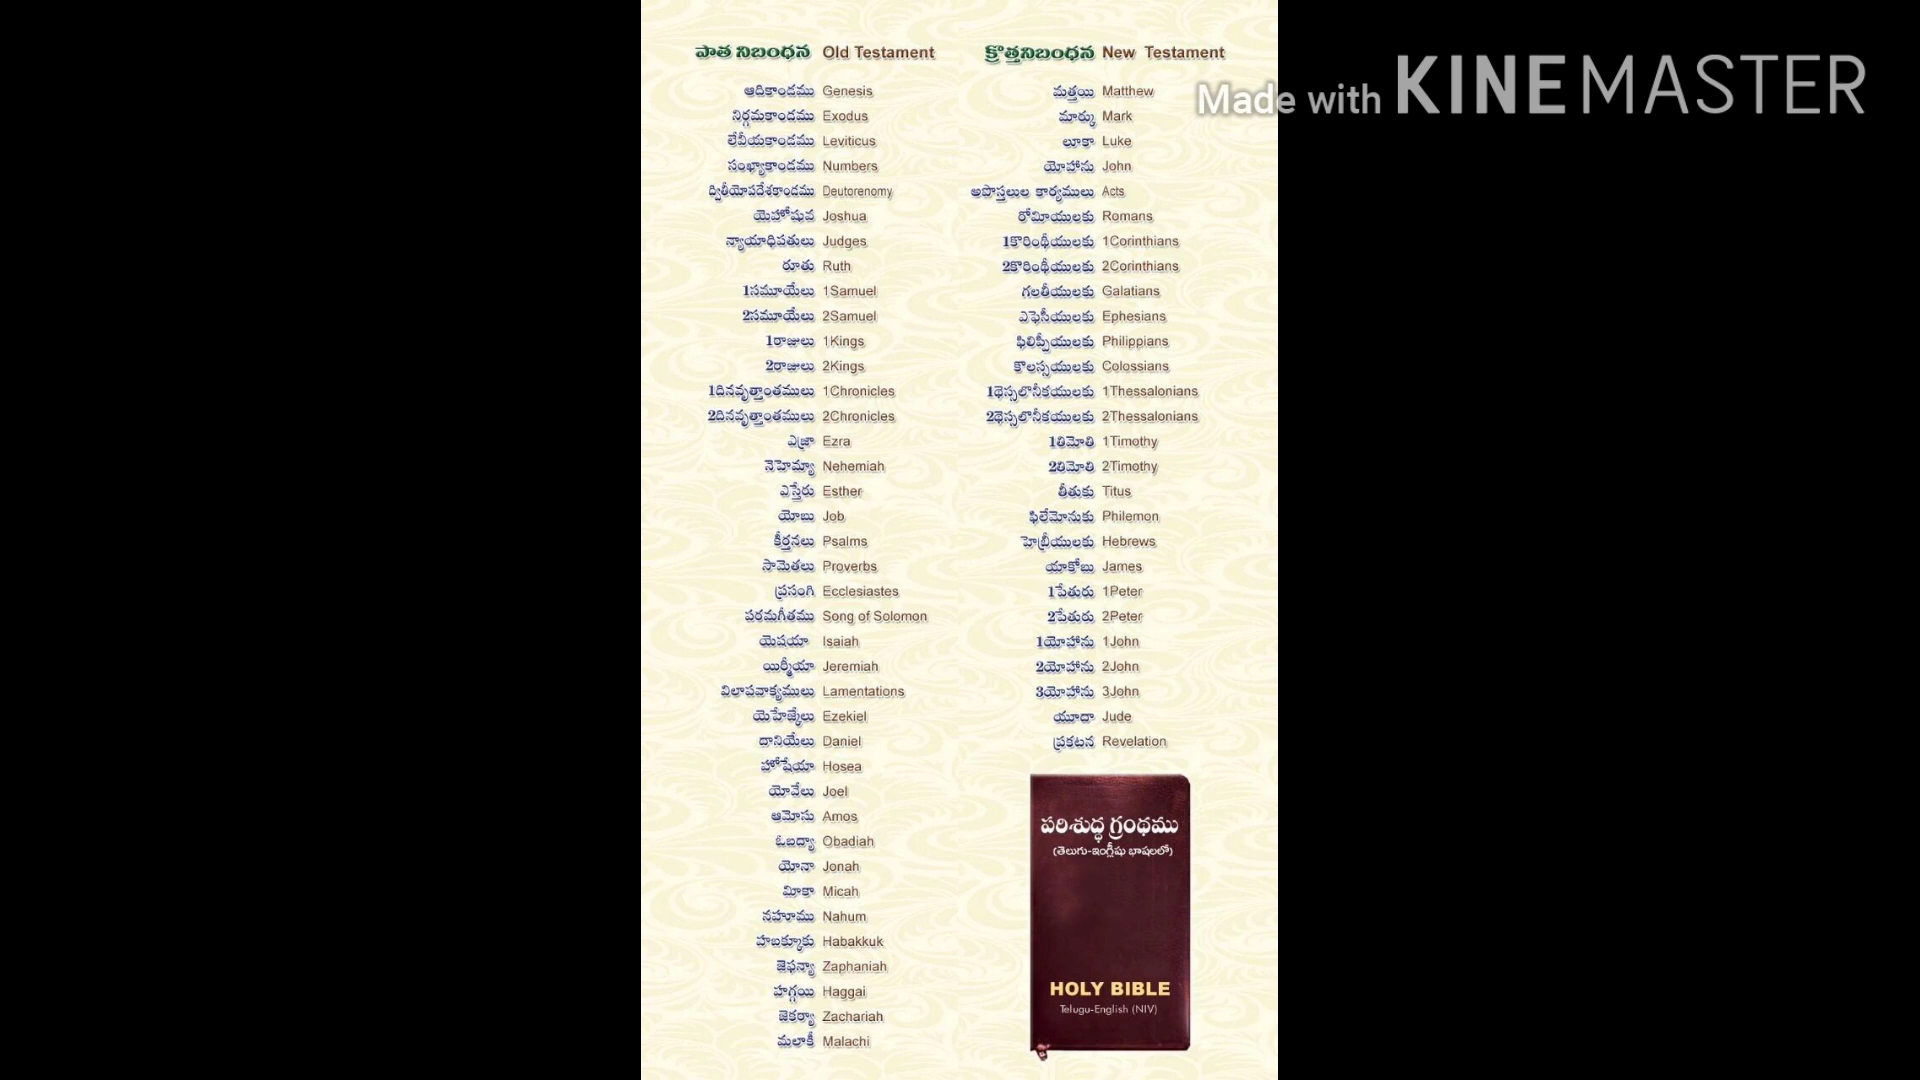 పాత నిబంధన Old Testament
ఆదికాండము Genesis
నిర్గమకాండము Exodus
లేవీయకాండము Leviticus
సంఖ్యాకాండము Numbers
ద్వితీయోపదేశకాండము Deutorenomy
యెహోషువ Joshua
న్యాయాధిపతులు Judges
రూతు Ruth
1సమూయేలు 1Samuel
2సమూయేలు 2Samuel
1రాజులు 1Kings
2రాజులు 2Kings
1దినవృత్తాంతములు 1Chronicles
2దినవృత్తాంతములు 2Chronicles
ఎజ్రా Ezra
నెహెమ్యా Nehemiah
ఎస్తేరు Esther
యోబు Job
కీర్తనలు Psalms
సామెతలు Proverbs
ప్రసంగి Ecclesiastes
పరమగీతము Song of Solomon
యెషయా Isaiah
యిర్మీయా Jeremiah
విలాపవాక్యములు Lamentations
యెహేజ్కేలు Ezekiel
దానియేలు Daniel
హోషేయా Hosea
యోవేలు Joel
ఆమోసు Amos
ఓబద్యా Obadiah
యోనా Jonah
మికా Micah
నహూము Nahum
హబక్కూకు Habakkuk
జెఫన్యా Zaphaniah
హగ్గయి Haggai
జెకర్యా Zachariah
మలాకీ Malachi
క్రొత్తనిబంధన New Testament
మత్తయి Matthew
మార్కు Mark
లూకా Luke
యోహాను John
అపొస్తలుల కార్యములు Acts
రోమీయులకు Romans
1కొరింథీయులకు 1Corinthians
2కొరింథీయులకు 2Corinthians
గలతీయులకు Galatians
ఎఫెసీయులకు Ephesians
ఫిలిప్పీయులకు Philippians
కొలస్సయులకు Colossians
1థెస్సలొనీకయులకు 1Thessalonians
2థెస్సలొనీకయులకు 2Thessalonians
1తిమోతి 1Timothy
2తిమోతి 2Timothy
తీతుకు Titus
ఫిలేమోనుకు Philemon
హెబ్రీయులకు Hebrews
యాకోబు James
1పేతురు 1Peter
2పేతురు 2Peter
1యోహాను 1John
2యోహాను 2John
3యోహాను 3John
యూదా Jude
ప్రకటన Revelation
పరిశుద్ధ గ్రంథము
(తెలుగు-ఇంగ్లీషు భాషలలో)
HOLY BIBLE
Telugu-English (NIV)
Made with KINEMASTER